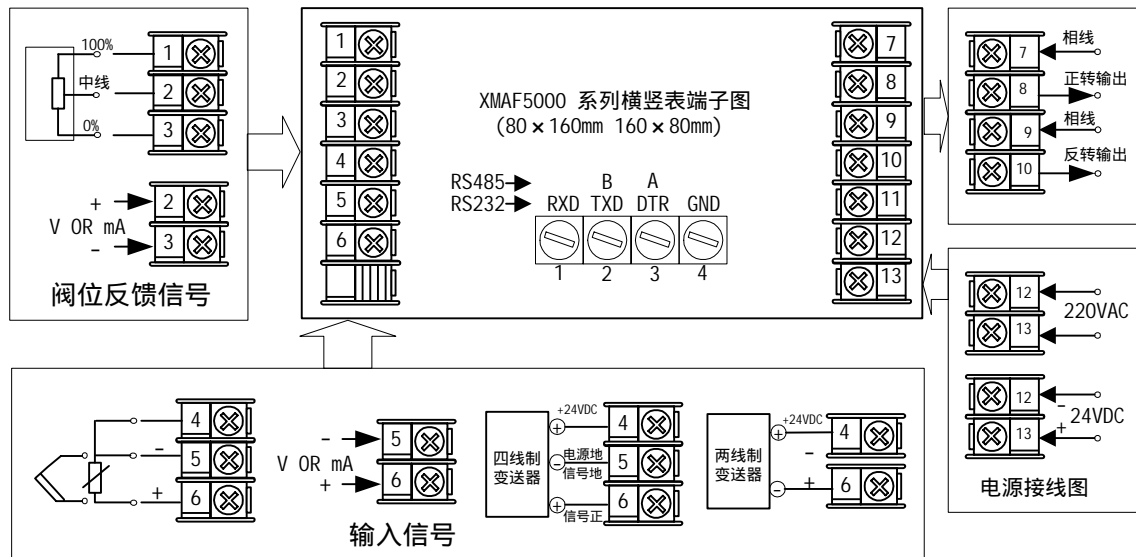 100%
中线
0%
1
2
3
+
V OR mA
-
2
3
阀位反馈信号
1
2
3
4
5
6
XMAF5000 系列横竖表端子图
(80×160mm 160×80mm)
RS485 B A
RS232 RXD TXD DTR GND
1 2 3 4
7
8
9
10
11
12
13
7 相线
8 正转输出
9 相线
10 反转输出
12
220VAC
13
12
-
24VDC
+
13
电源接线图
4
- 5
+ 6
- 5
V OR mA
+ 6
输入信号
四线制
变送器
+24VDC
+
4
电源地
-
5
信号地
6
+
信号正
两线制
变送器
+24VDC
+
4
-
-
+
6